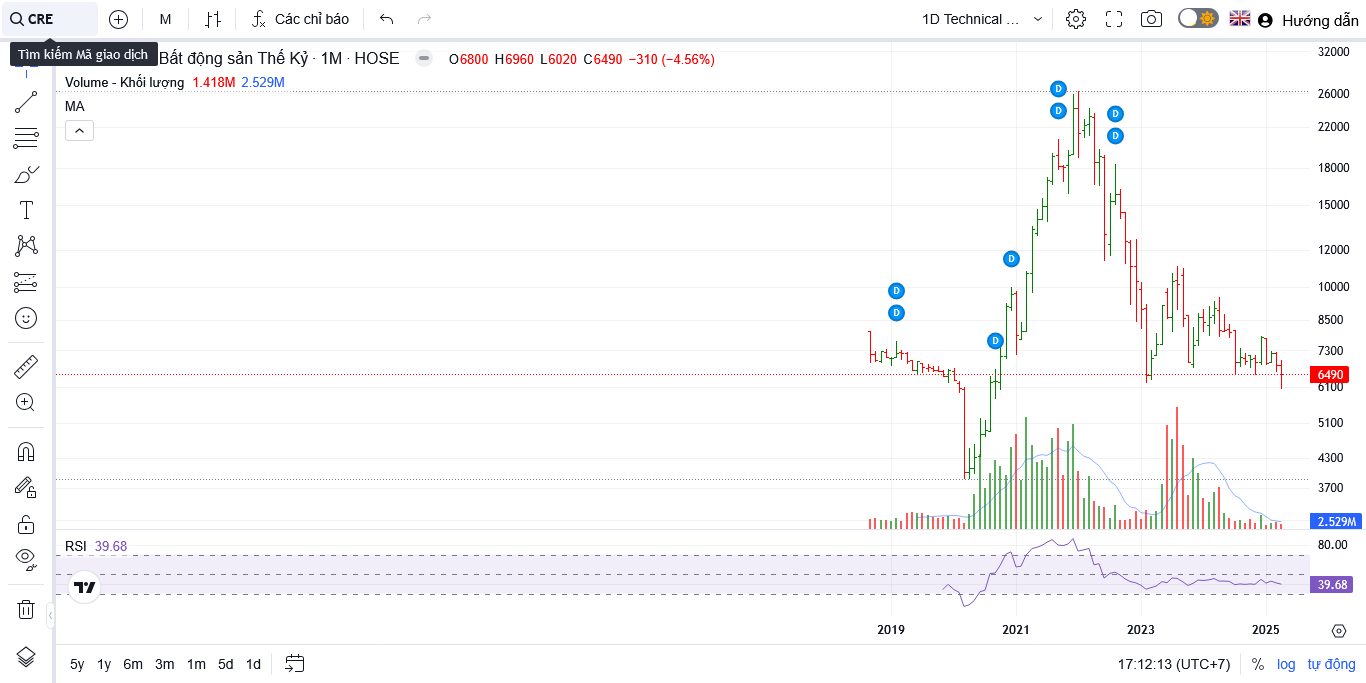 CRE
M
Các chỉ báo
1D Technical ...
Hướng dẫn
Tìm kiếm Mã giao dịch
Bất động sản Thế Kỷ · 1M · HOSE
O6800 H6960 L6020 C6490 −310 (−4.56%)
Volume - Khối lượng 1.418M 2.529M
MA
32000
26000
22000
18000
15000
12000
10000
8500
7300
6490
6100
5100
4300
3700
2.529M
D
D
D
D
D
D
D
D
RSI 39.68
80.00
39.68
2019
2021
2023
2025
5y 1y 6m 3m 1m 5d 1d
17:12:13 (UTC+7)
% log tự động